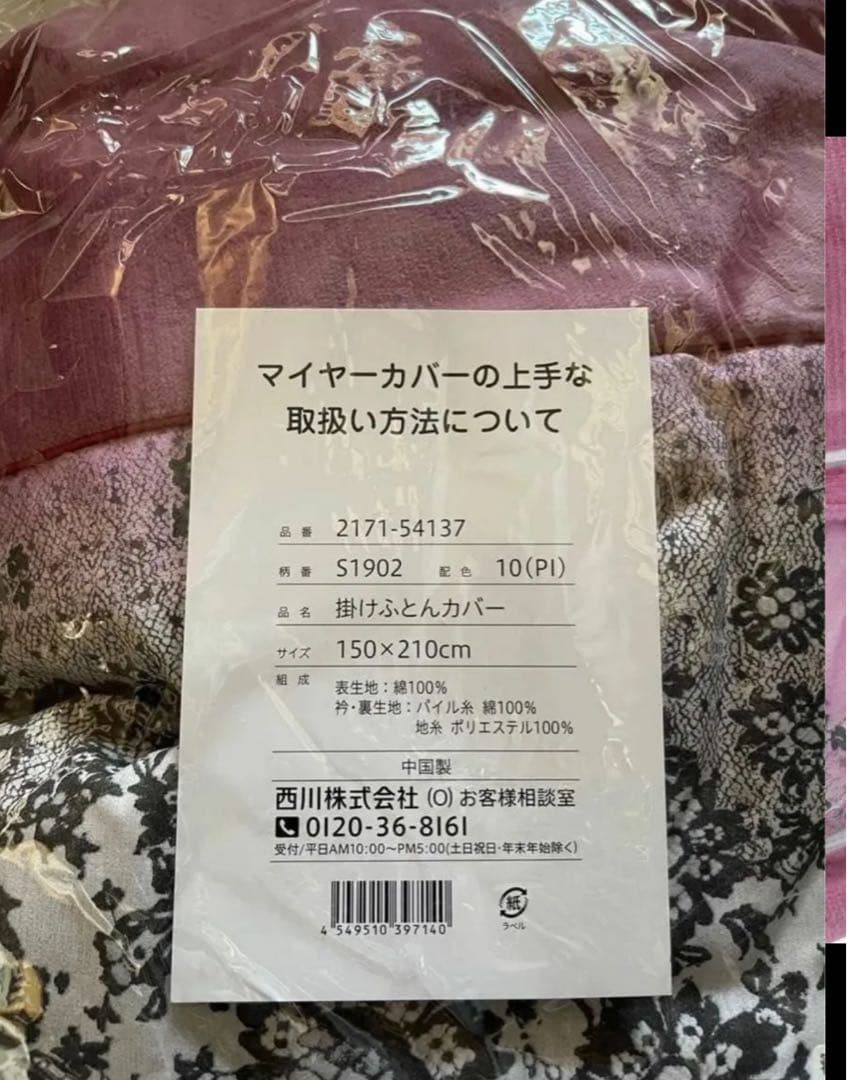 マイヤーカバーの上手な
取扱い方法について
品番 2171-54137
柄番 S1902 配色 10(PI)
品名 掛けふとんカバー
サイズ 150×210cm
組成 表生地：綿100%
衿・裏生地：パイル糸 綿100%
地糸 ポリエステル100%
中国製
西川株式会社 (O) お客様相談室
0120-36-8161
受付/平日AM10:00〜PM5:00(土日祝日・年末年始除く)
4 549510 397140
紙
ラベル